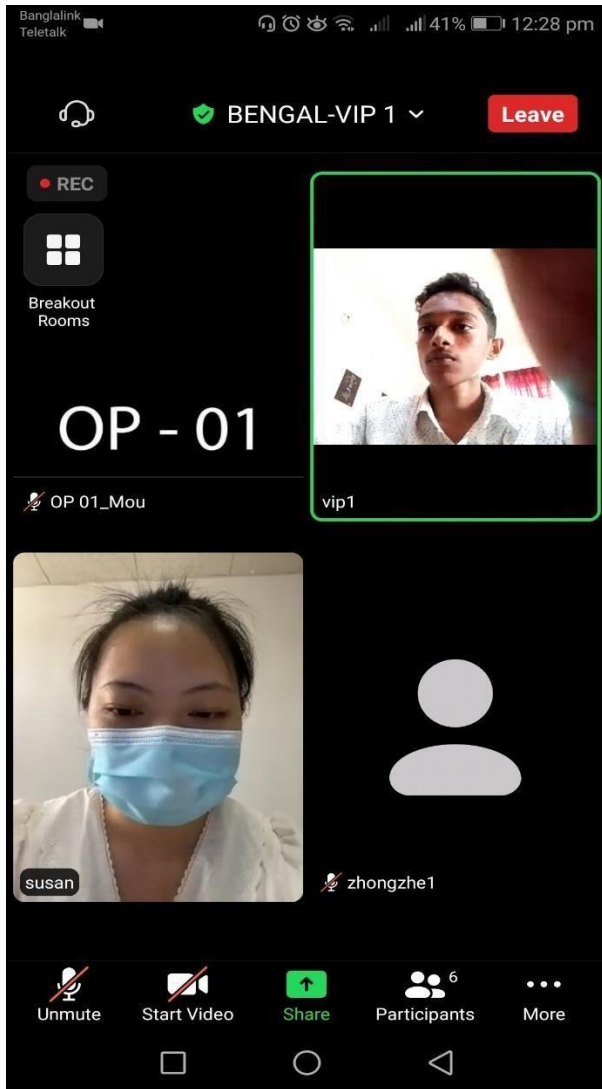 Banglalink
Teletalk
41% 12:28 pm
BENGAL-VIP 1
Leave
REC
Breakout
Rooms
OP - 01
OP 01_Mou
vip1
susan
zhongzhe1
6
Unmute
Start Video
Share
Participants
More